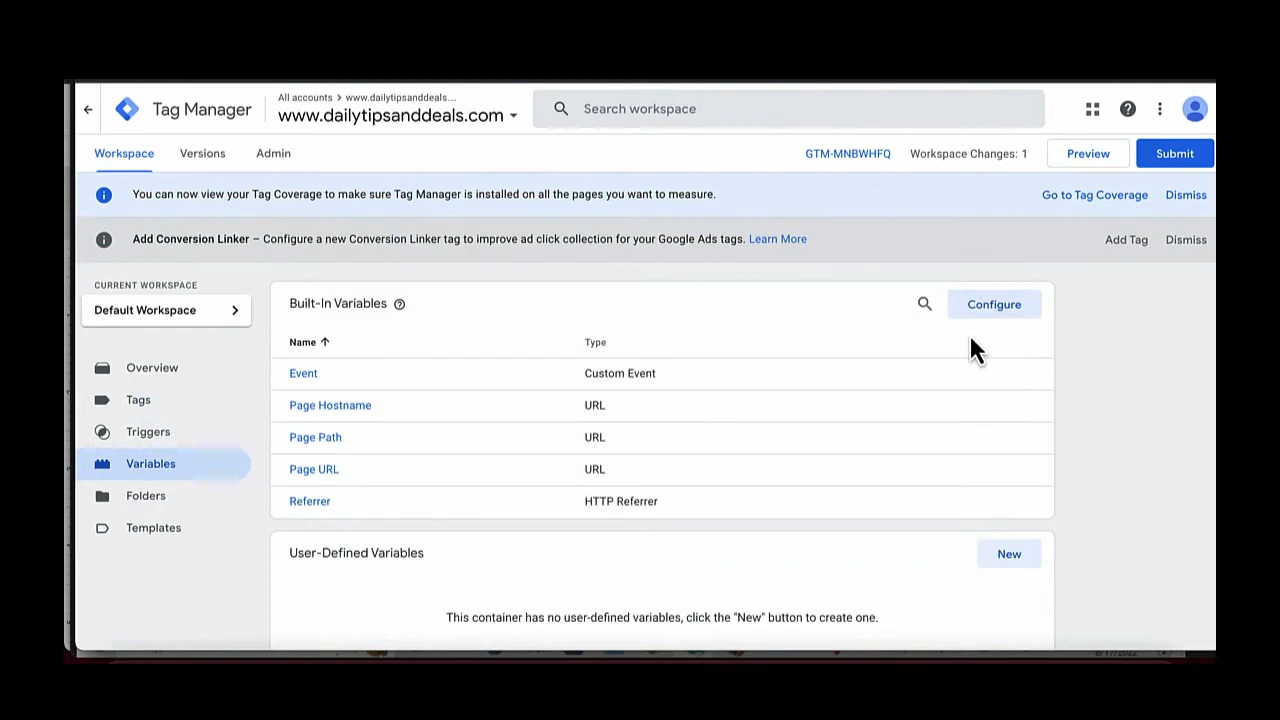 Tag Manager
All accounts > www.dailytipsanddeals....
www.dailytipsanddeals.com
Search workspace
Workspace Versions Admin
GTM-MNBWHFQ Workspace Changes: 1 Preview Submit
You can now view your Tag Coverage to make sure Tag Manager is installed on all the pages you want to measure. Go to Tag Coverage Dismiss
Add Conversion Linker – Configure a new Conversion Linker tag to improve ad click collection for your Google Ads tags. Learn More Add Tag Dismiss
CURRENT WORKSPACE
Default Workspace
Overview
Tags
Triggers
Variables
Folders
Templates
Built-In Variables Configure
Name Type
Event Custom Event
Page Hostname URL
Page Path URL
Page URL URL
Referrer HTTP Referrer
User-Defined Variables New
This container has no user-defined variables, click the "New" button to create one.